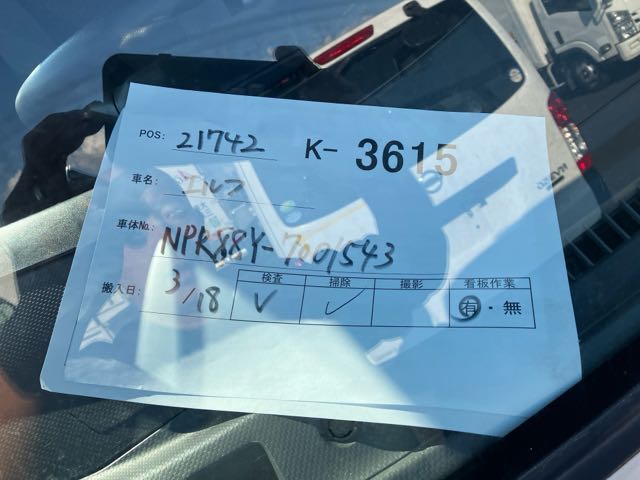 POS: 21742 K- 3615
車名: エルフ
車体No.: NPK88Y-7001543
検査 掃除 撮影 看板作業
搬入日: 3/18 V ✓ 有・無